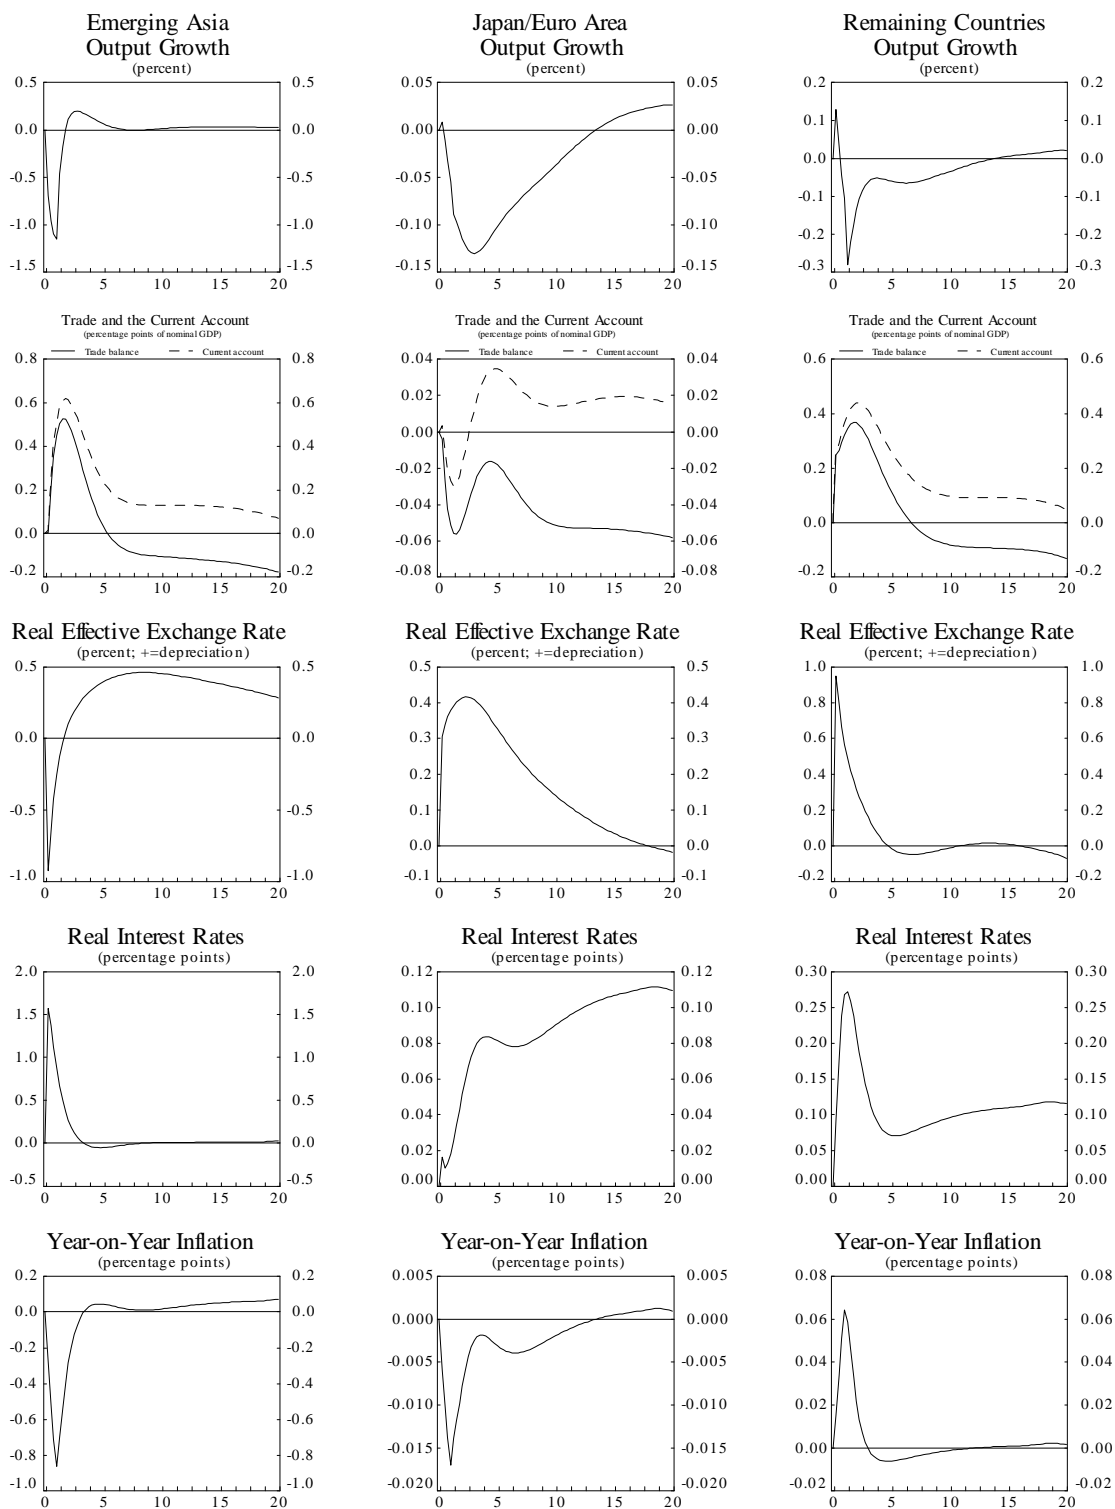 Emerging Asia
Output Growth
(percent)
0.5 0.5
0.0 0.0
-0.5 -0.5
-1.0 -1.0
-1.5 -1.5
0 5 10 15 20
Japan/Euro Area
Output Growth
(percent)
0.05 0.05
0.00 0.00
-0.05 -0.05
-0.10 -0.10
-0.15 -0.15
0 5 10 15 20
Remaining Countries
Output Growth
(percent)
0.2 0.2
0.1 0.1
0.0 0.0
-0.1 -0.1
-0.2 -0.2
-0.3 -0.3
0 5 10 15 20
Trade and the Current Account
(percentage points of nominal GDP)
Trade balance Current account
0.8 0.8
0.6 0.6
0.4 0.4
0.2 0.2
0.0 0.0
-0.2 -0.2
0 5 10 15 20
Trade and the Current Account
(percentage points of nominal GDP)
Trade balance Current account
0.04 0.04
0.02 0.02
0.00 0.00
-0.02 -0.02
-0.04 -0.04
-0.06 -0.06
-0.08 -0.08
0 5 10 15 20
Trade and the Current Account
(percentage points of nominal GDP)
Trade balance Current account
0.6 0.6
0.4 0.4
0.2 0.2
0.0 0.0
-0.2 -0.2
0 5 10 15 20
Real Effective Exchange Rate
(percent; +=depreciation)
0.5 0.5
0.0 0.0
-0.5 -0.5
-1.0 -1.0
0 5 10 15 20
Real Effective Exchange Rate
(percent; +=depreciation)
0.5 0.5
0.4 0.4
0.3 0.3
0.2 0.2
0.1 0.1
0.0 0.0
-0.1 -0.1
0 5 10 15 20
Real Effective Exchange Rate
(percent; +=depreciation)
1.0 1.0
0.8 0.8
0.6 0.6
0.4 0.4
0.2 0.2
0.0 0.0
-0.2 -0.2
0 5 10 15 20
Real Interest Rates
(percentage points)
2.0 2.0
1.5 1.5
1.0 1.0
0.5 0.5
0.0 0.0
-0.5 -0.5
0 5 10 15 20
Real Interest Rates
(percentage points)
0.12 0.12
0.10 0.10
0.08 0.08
0.06 0.06
0.04 0.04
0.02 0.02
0.00 0.00
0 5 10 15 20
Real Interest Rates
(percentage points)
0.30 0.30
0.25 0.25
0.20 0.20
0.15 0.15
0.10 0.10
0.05 0.05
0.00 0.00
0 5 10 15 20
Year-on-Year Inflation
(percentage points)
0.2 0.2
0.0 0.0
-0.2 -0.2
-0.4 -0.4
-0.6 -0.6
-0.8 -0.8
-1.0 -1.0
0 5 10 15 20
Year-on-Year Inflation
(percentage points)
0.005 0.005
0.000 0.000
-0.005 -0.005
-0.010 -0.010
-0.015 -0.015
-0.020 -0.020
0 5 10 15 20
Year-on-Year Inflation
(percentage points)
0.08 0.08
0.06 0.06
0.04 0.04
0.02 0.02
0.00 0.00
-0.02 -0.02
0 5 10 15 20